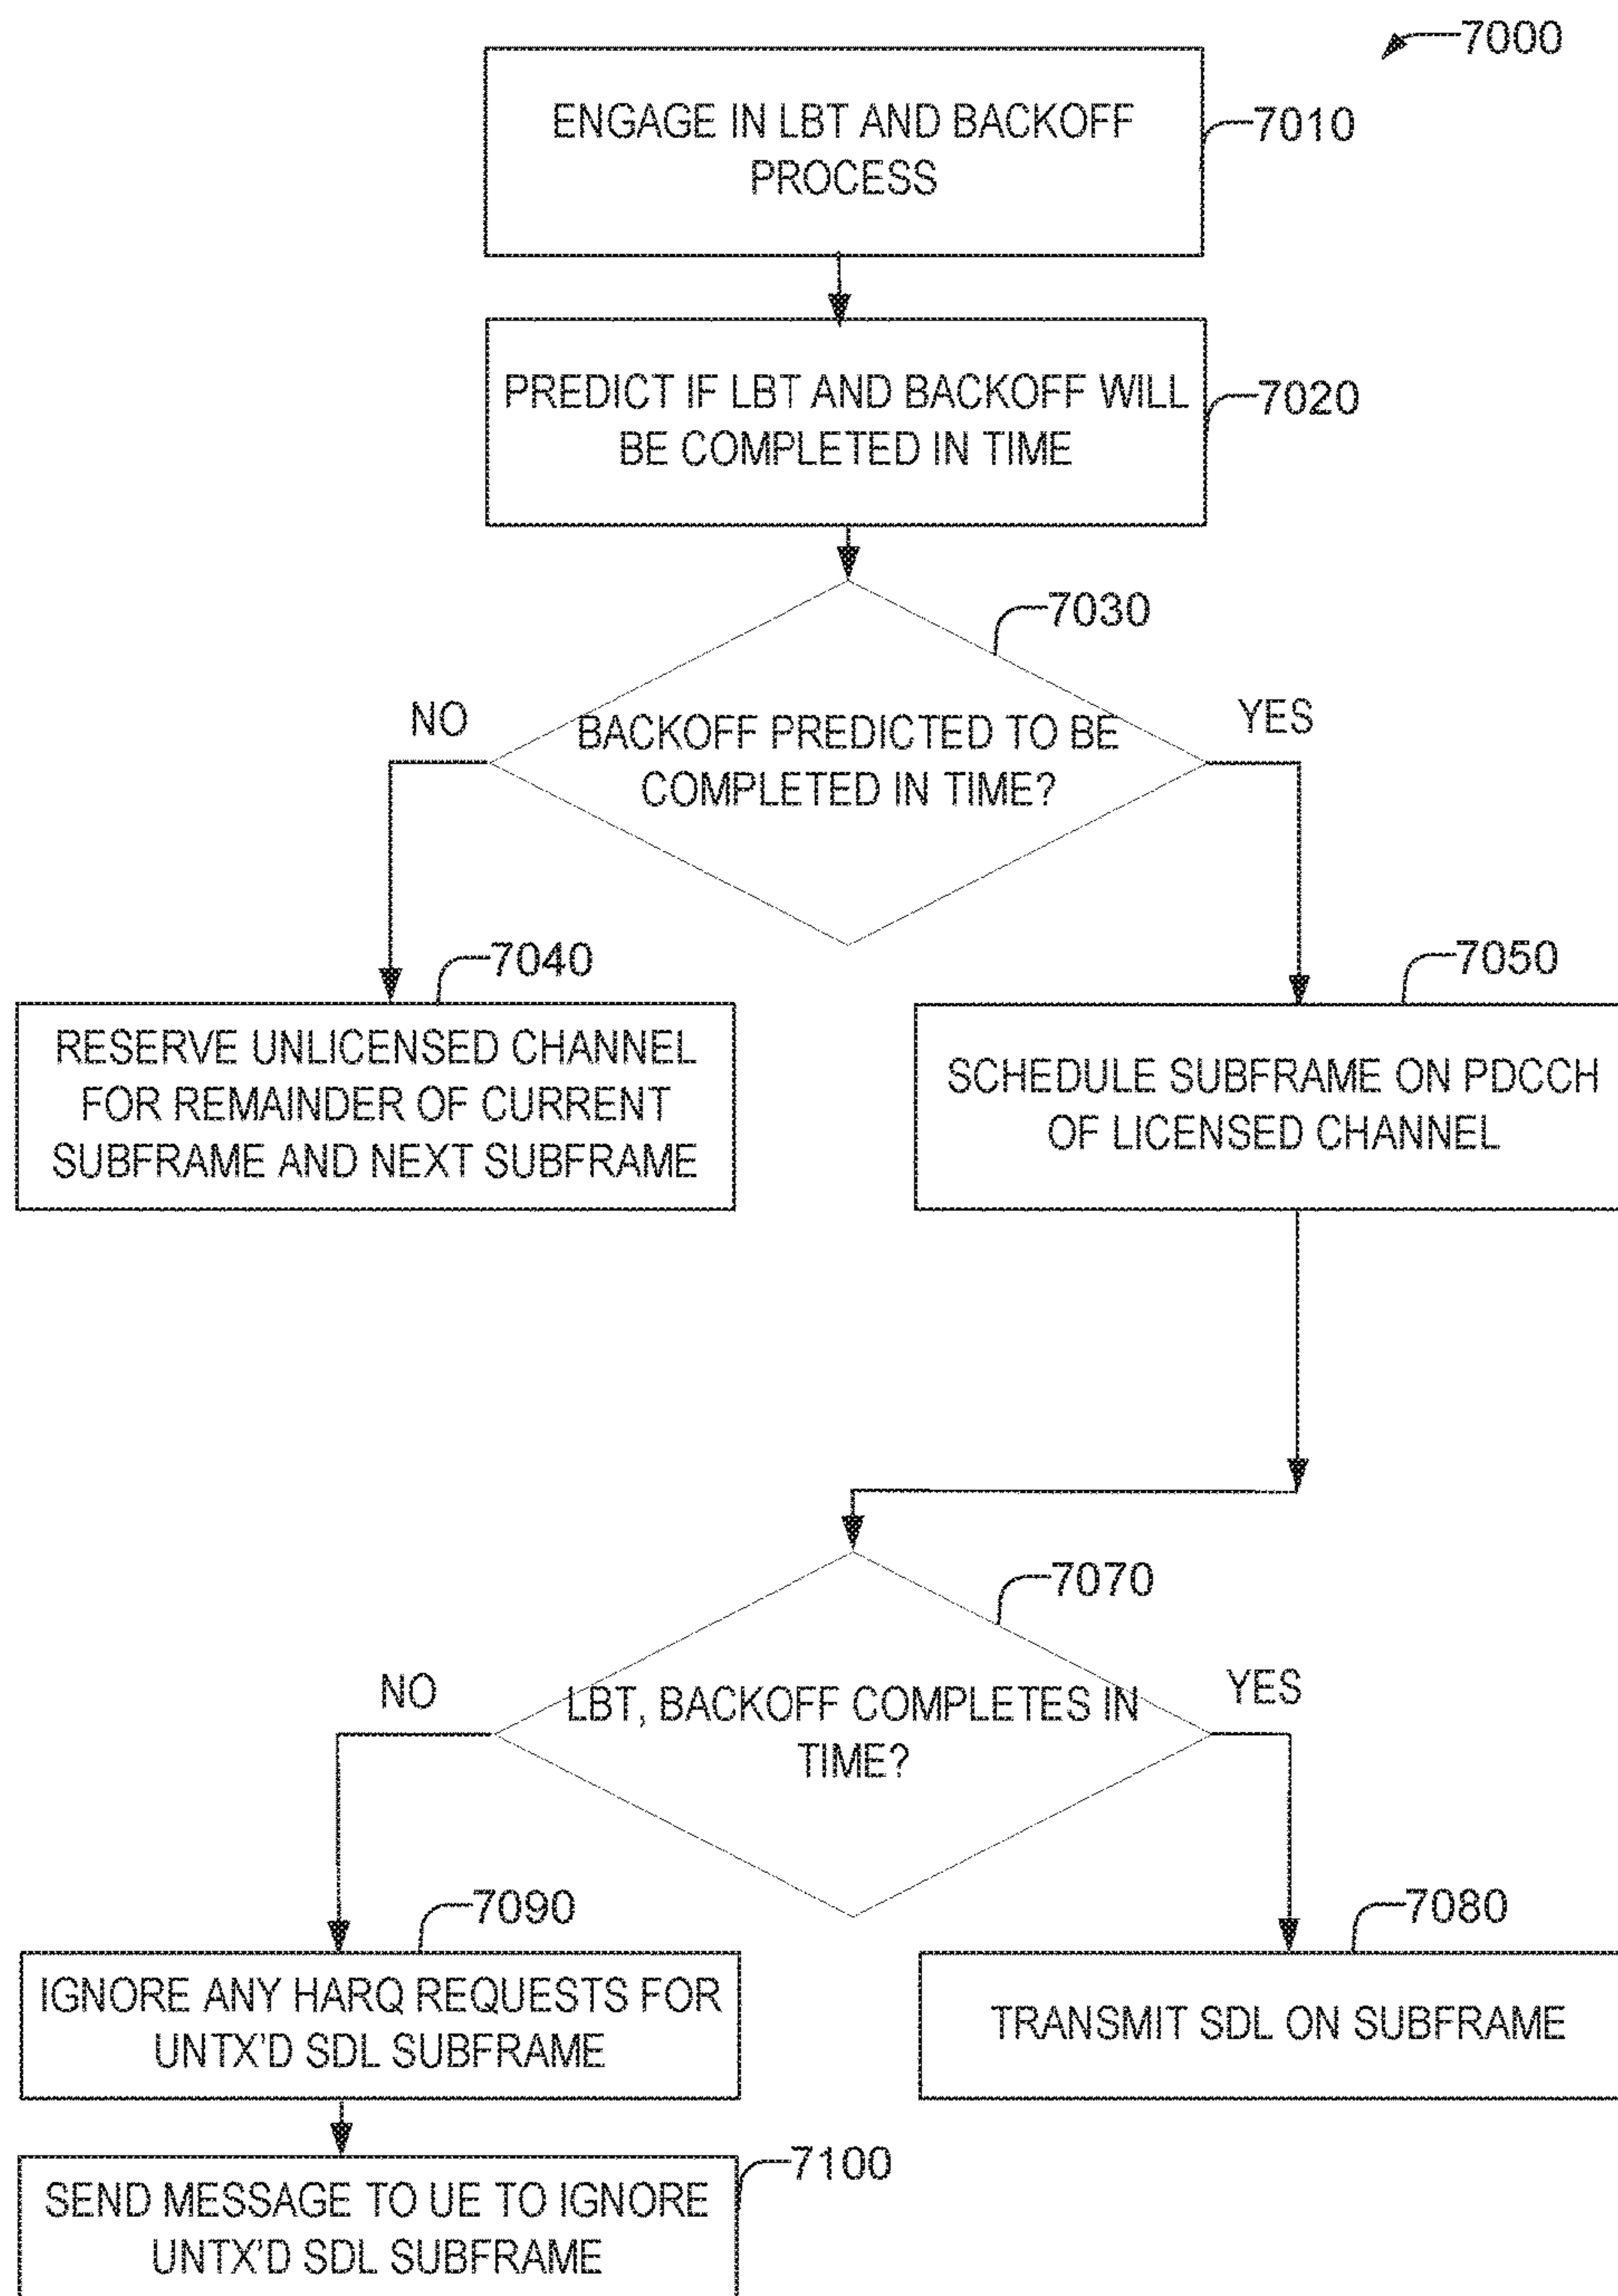 7000
ENGAGE IN LBT AND BACKOFF
PROCESS
7010
PREDICT IF LBT AND BACKOFF WILL
BE COMPLETED IN TIME
7020
7030
NO
YES
BACKOFF PREDICTED TO BE
COMPLETED IN TIME?
7040
7050
RESERVE UNLICENSED CHANNEL
FOR REMAINDER OF CURRENT
SUBFRAME AND NEXT SUBFRAME
SCHEDULE SUBFRAME ON PDCCH
OF LICENSED CHANNEL
7070
NO
YES
LBT, BACKOFF COMPLETES IN
TIME?
7090
7080
IGNORE ANY HARQ REQUESTS FOR
UNTX'D SDL SUBFRAME
TRANSMIT SDL ON SUBFRAME
7100
SEND MESSAGE TO UE TO IGNORE
UNTX'D SDL SUBFRAME